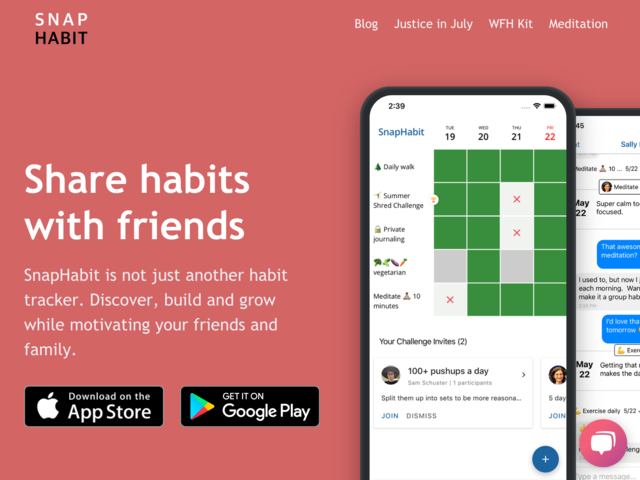 SNAP
HABIT
Blog Justice in July WFH Kit Meditation
Share habits
with friends
SnapHabit is not just another habit
tracker. Discover, build and grow
while motivating your friends and
family.
Download on the
App Store
GET IT ON
Google Play
2:39
SnapHabit
TUE WED THU FRI
19 20 21 22
Daily walk
Summer
Shred Challenge
Private
journaling
vegetarian
Meditate 10
minutes
Your Challenge Invites (2)
100+ pushups a day
Sam Schuster | 1 participants
Split them up into sets to be more reasona...
JOIN DISMISS
5 day
JOIN
+
:45
Sally
Meditate 10 ... 5/22
Meditate
May
22
Super calm to
focused.
That aweson
meditation?
I used to, but now I
each morning. Wan
make it a group hab
I'd love tha
tomorrow
Exer
May
22
Getting that
makes the da
Exercise daily 5/22
Type a message...